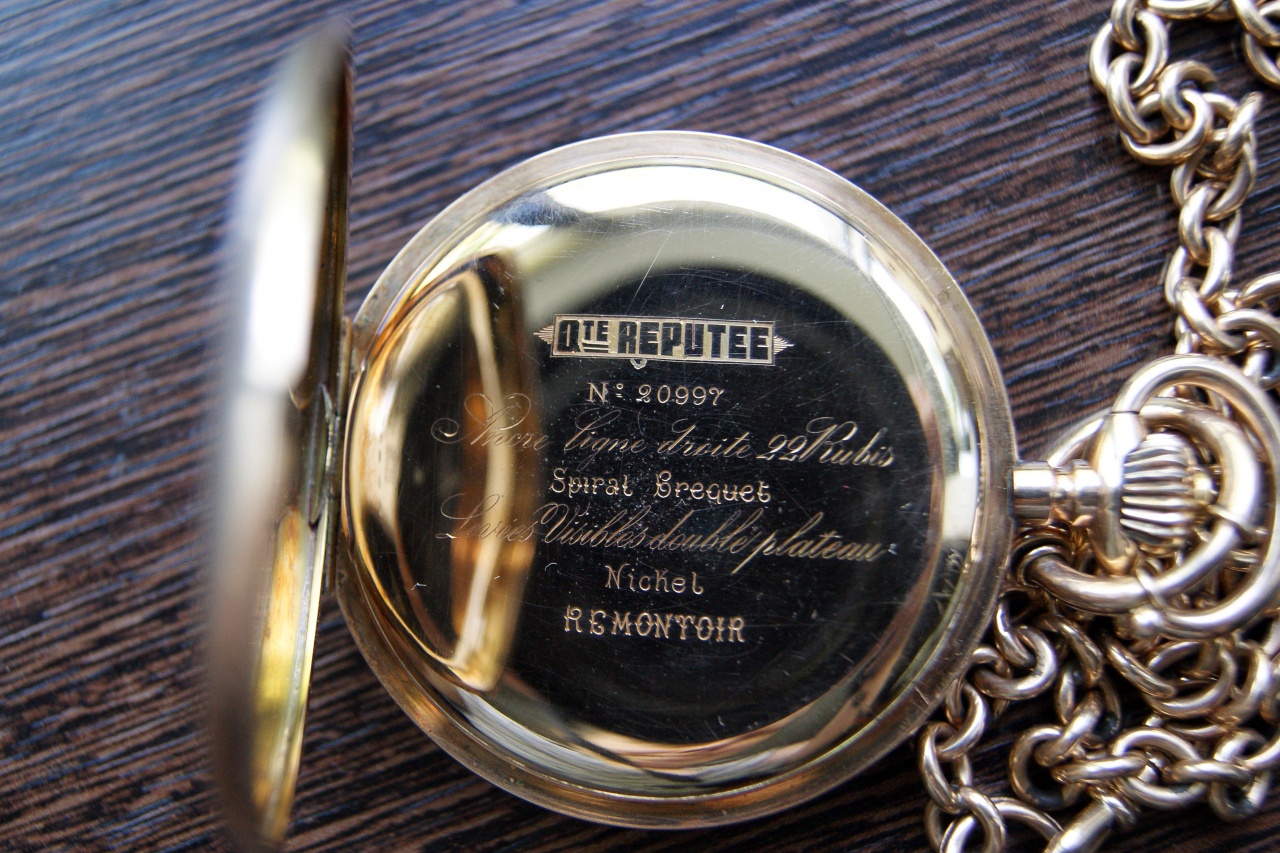 QTE REPUTEE
No: 20997
Ancre ligne droite 22 Rubis
Spiral Breguet
Levées Visibles double plateau
Nickel
REMONTOIR